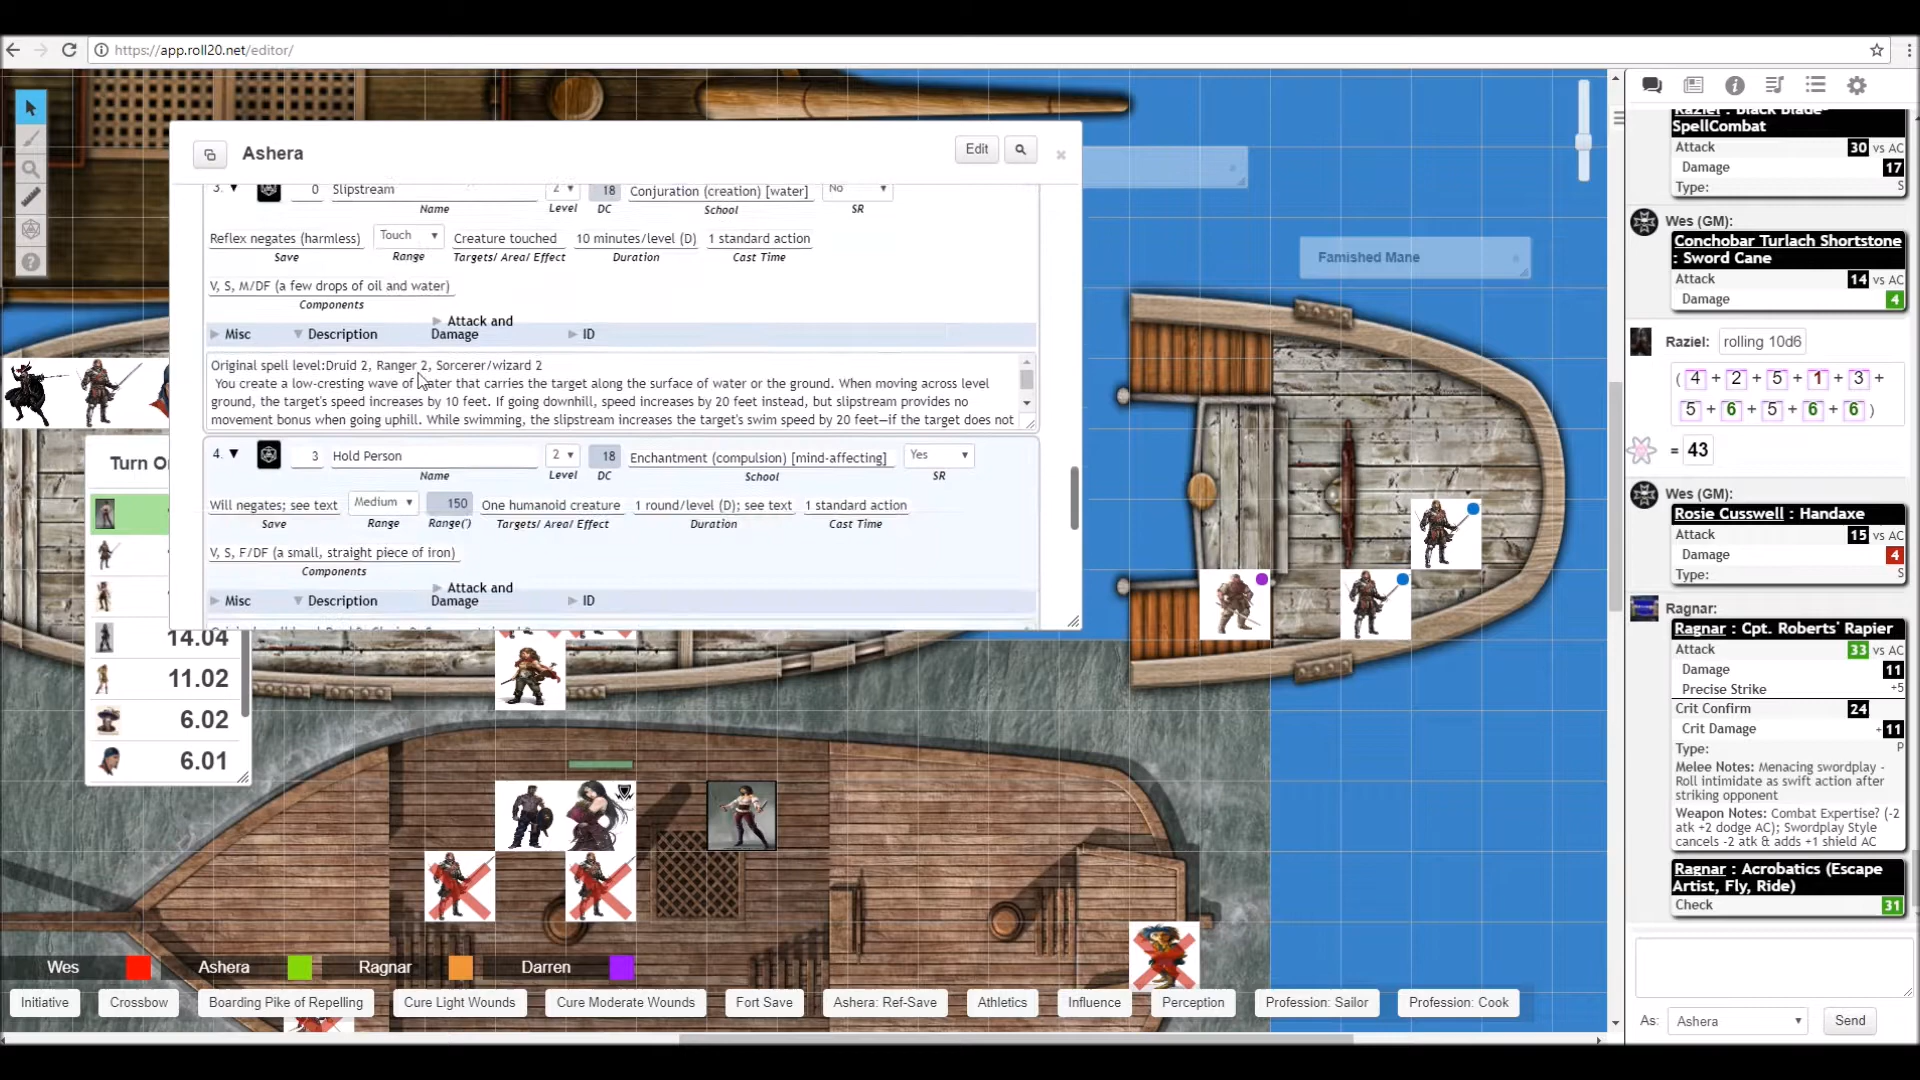 https://app.roll20.net/editor/
Ashera
Edit
3.
0
Slipstream
2
18
Conjuration (creation) [water]
No
Name
Level
DC
School
SR
Reflex negates (harmless)
Touch
Creature touched
10 minutes/level (D)
1 standard action
Save
Range
Targets/ Area/ Effect
Duration
Cast Time
V, S, M/DF (a few drops of oil and water)
Components
Misc
Description
Attack and Damage
ID
Original spell level:Druid 2, Ranger 2, Sorcerer/wizard 2
You create a low-cresting wave of water that carries the target along the surface of water or the ground. When moving across level
ground, the target's speed increases by 10 feet. If going downhill, speed increases by 20 feet instead, but slipstream provides no
movement bonus when going uphill. While swimming, the slipstream increases the target's swim speed by 20 feet—if the target does not
4.
3
Hold Person
2
18
Enchantment (compulsion) [mind-affecting]
Yes
Name
Level
DC
School
SR
Will negates; see text
Medium
150
One humanoid creature
1 round/level (D); see text
1 standard action
Save
Range
Range(')
Targets/ Area/ Effect
Duration
Cast Time
V, S, F/DF (a small, straight piece of iron)
Components
Misc
Description
Attack and Damage
ID
Turn O
14.04
11.02
6.02
6.01
Famished Mane
Wes
Ashera
Ragnar
Darren
Initiative
Crossbow
Boarding Pike of Repelling
Cure Light Wounds
Cure Moderate Wounds
Fort Save
Ashera: Ref-Save
Athletics
Influence
Perception
Profession: Sailor
Profession: Cook
Raziel : Black Blade-
SpellCombat
Attack 30 vs AC
Damage 17
Type: S
Wes (GM):
Conchobar Turlach Shortstone
: Sword Cane
Attack 14 vs AC
Damage 4
Raziel: rolling 10d6
( 4 + 2 + 5 + 1 + 3 +
5 + 6 + 5 + 6 + 6 )
= 43
Wes (GM):
Rosie Cusswell : Handaxe
Attack 15 vs AC
Damage 4
Type: S
Ragnar:
Ragnar : Cpt. Roberts' Rapier
Attack 33 vs AC
Damage 11
Precise Strike +5
Crit Confirm 24
Crit Damage +11
Type: P
Melee Notes: Menacing swordplay -
Roll intimidate as swift action after
striking opponent
Weapon Notes: Combat Expertise? (-2
atk +2 dodge AC); Swordplay Style
cancels -2 atk & adds +1 shield AC
Ragnar : Acrobatics (Escape
Artist, Fly, Ride)
Check 31
As: Ashera
Send